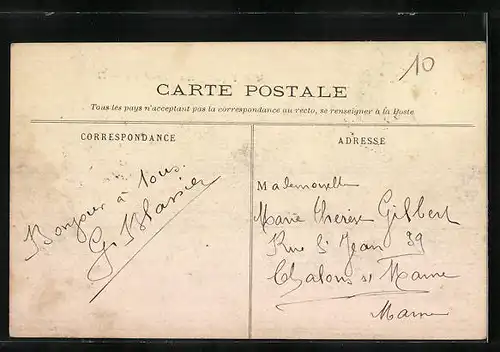 10
CARTE POSTALE
Tous les pays n'acceptant pas la correspondance au recto, se renseigner à la Poste
CORRESPONDANCE
Bonjour à tous.
G
ADRESSE
Mademoiselle
Marie Thérèse Gilbert
Rue St Jean 39
Chalons s/ Marne
Marne